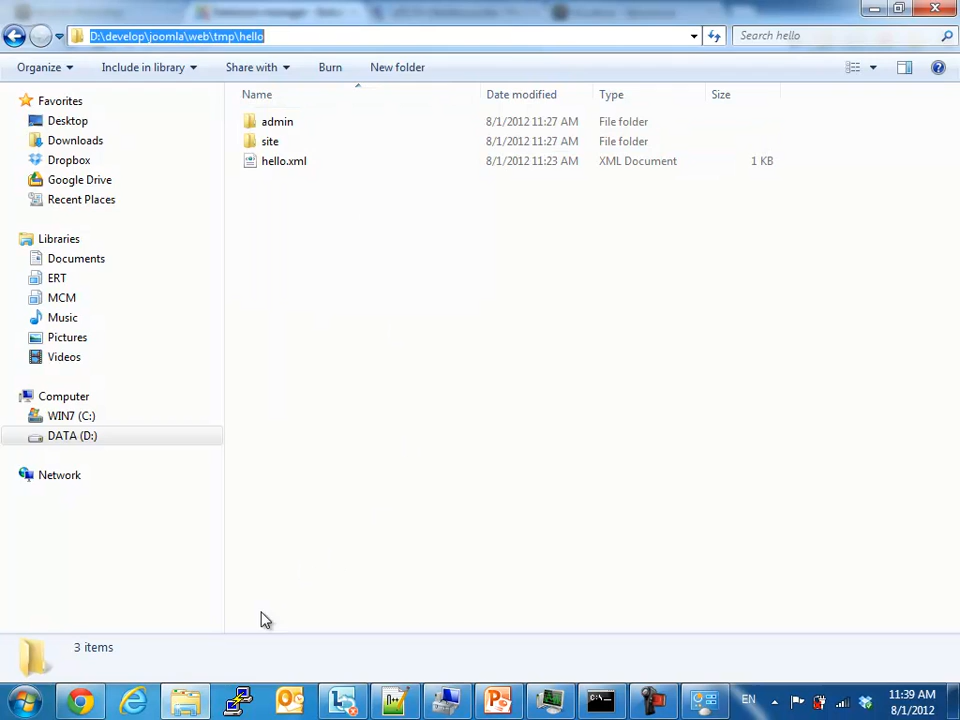 D:\develop\joomla\web\tmp\hello
Search hello
Organize
Include in library
Share with
Burn
New folder
Name
Date modified
Type
Size
Favorites
Desktop
Downloads
Dropbox
Google Drive
Recent Places
Libraries
Documents
ERT
MCM
Music
Pictures
Videos
Computer
WIN7 (C:)
DATA (D:)
Network
admin 8/1/2012 11:27 AM File folder
site 8/1/2012 11:27 AM File folder
hello.xml 8/1/2012 11:23 AM XML Document 1 KB
3 items
EN
11:39 AM
8/1/2012